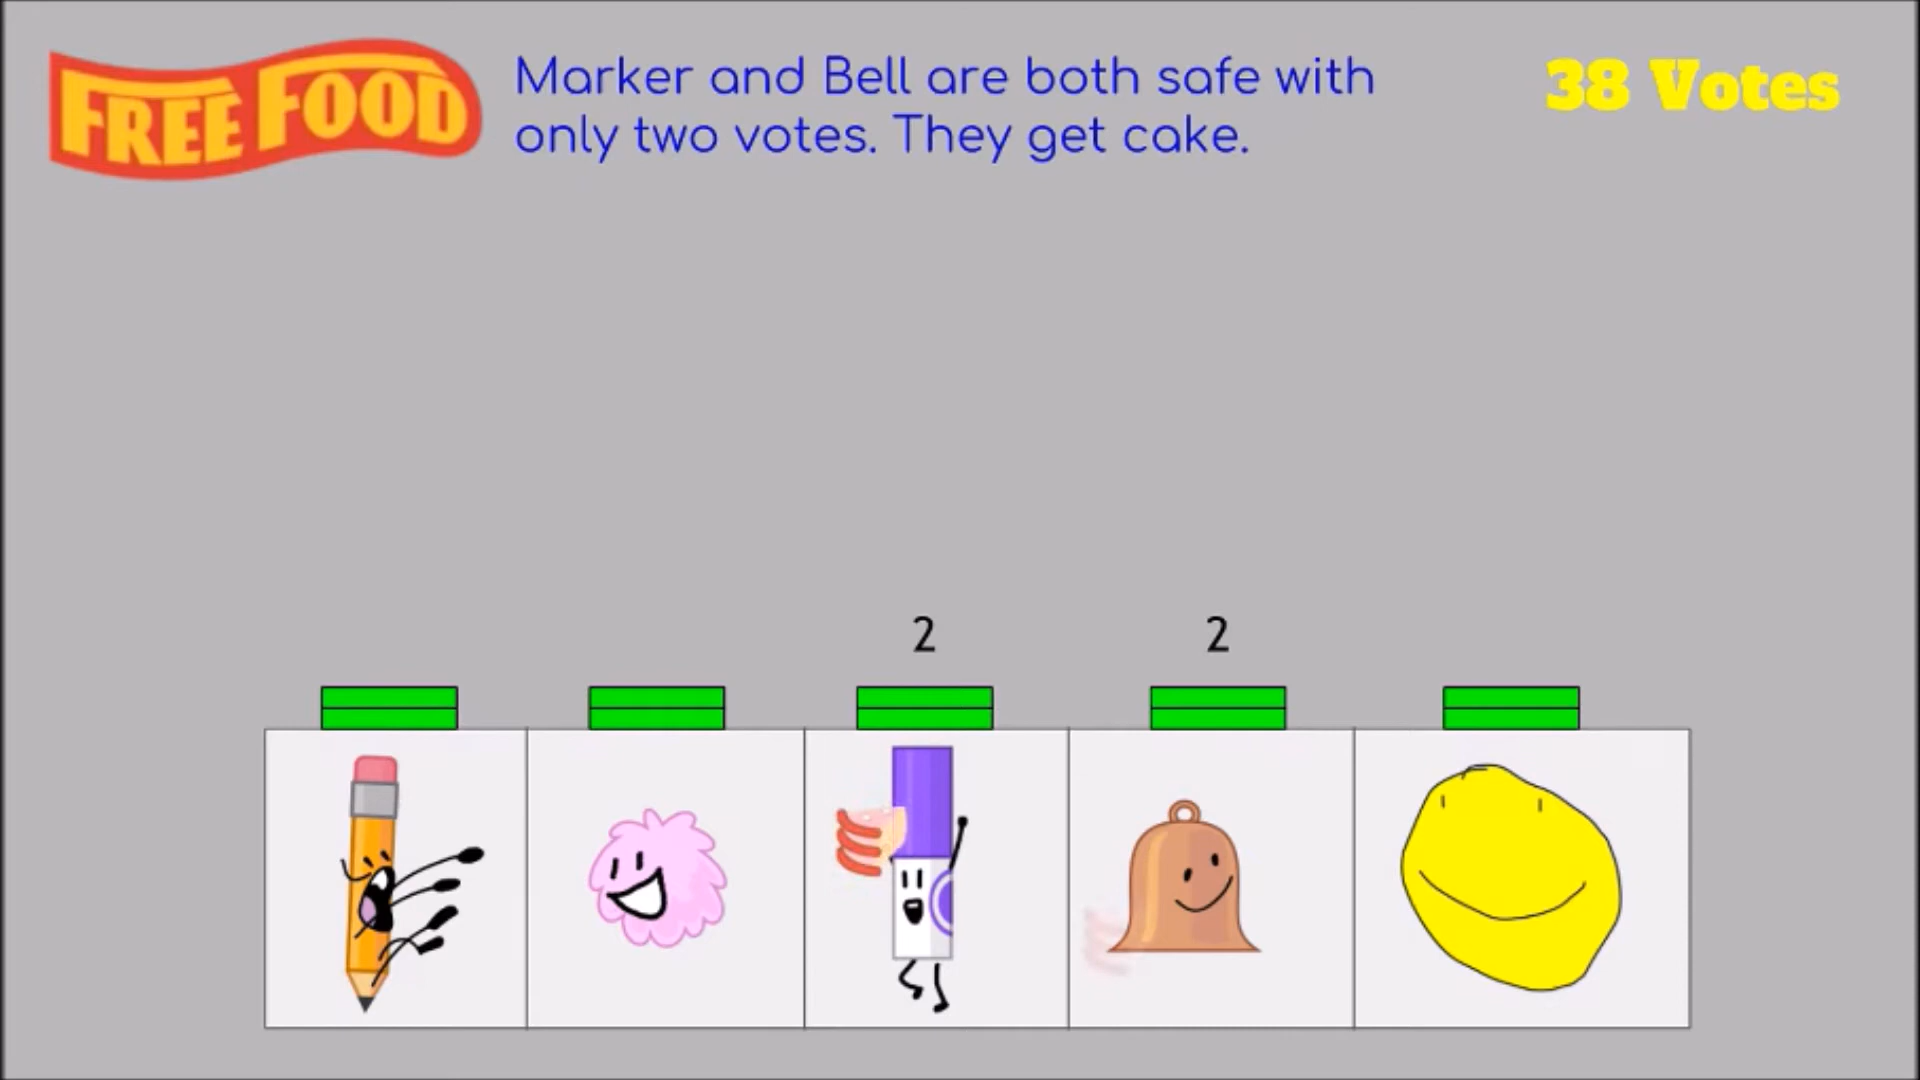 FREE FOOD
Marker and Bell are both safe with
only two votes. They get cake.
38 Votes
2
2